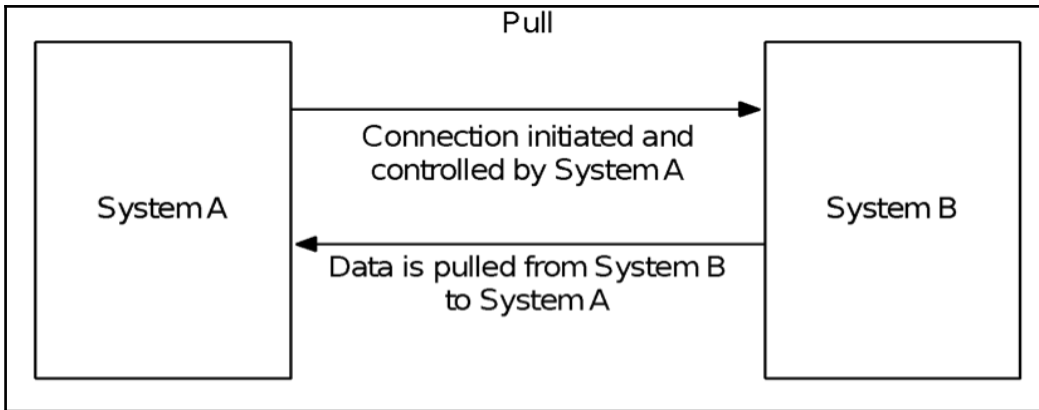 Pull
Connection initiated and
controlled by System A
System A
System B
Data is pulled from System B
to System A